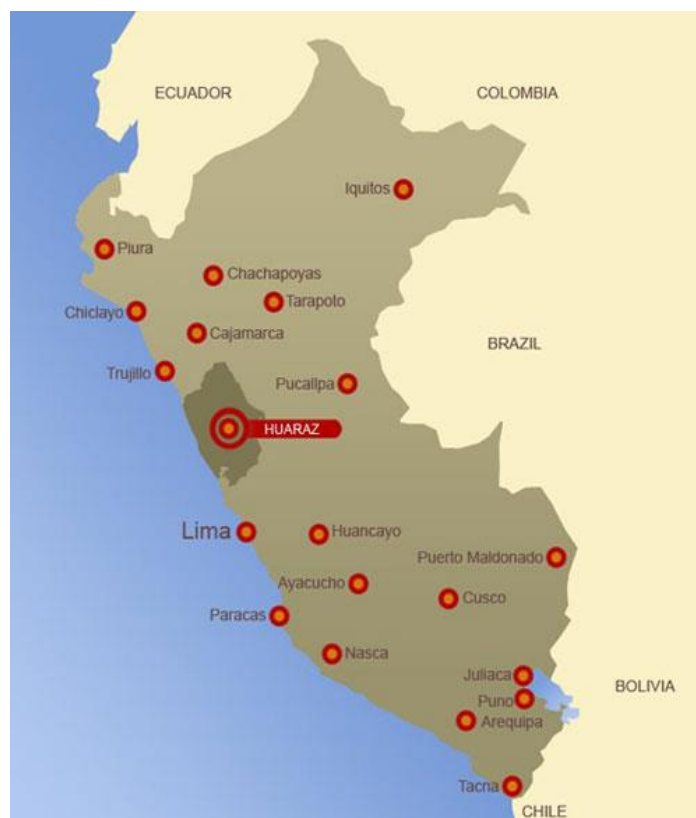 ECUADOR
COLOMBIA
Iquitos
Piura
Chachapoyas
Tarapoto
Chiclayo
Cajamarca
BRAZIL
Trujillo
Pucallpa
HUARAZ
Lima
Huancayo
Puerto Maldonado
Ayacucho
Cusco
Paracas
Nasca
Juliaca
BOLIVIA
Puno
Arequipa
Tacna
CHILE